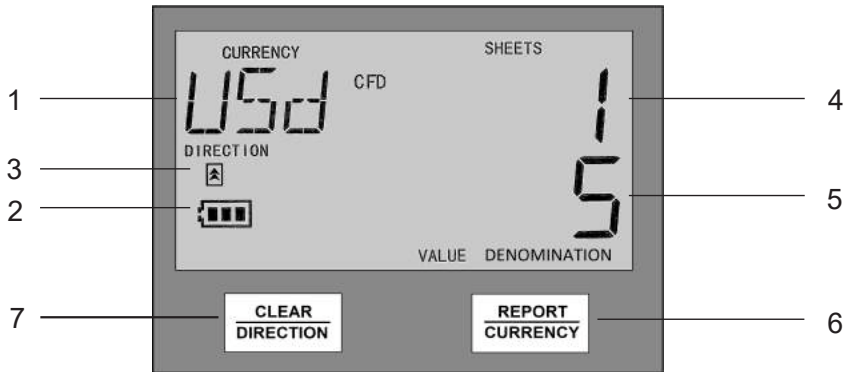 CURRENCY SHEETS
1 USd CFD 1 4
DIRECTION
3
2 5 5
VALUE DENOMINATION
7 CLEAR DIRECTION REPORT CURRENCY 6